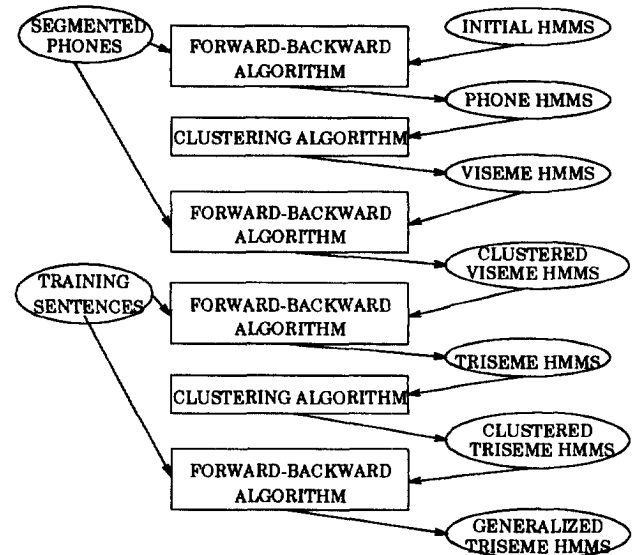 SEGMENTED
PHONES
INITIAL HMMS
FORWARD-BACKWARD
ALGORITHM
PHONE HMMS
CLUSTERING ALGORITHM
VISEME HMMS
FORWARD-BACKWARD
ALGORITHM
CLUSTERED
VISEME HMMS
TRAINING
SENTENCES
FORWARD-BACKWARD
ALGORITHM
TRISEME HMMS
CLUSTERING ALGORITHM
CLUSTERED
TRISEME HMMS
FORWARD-BACKWARD
ALGORITHM
GENERALIZED
TRISEME HMMS